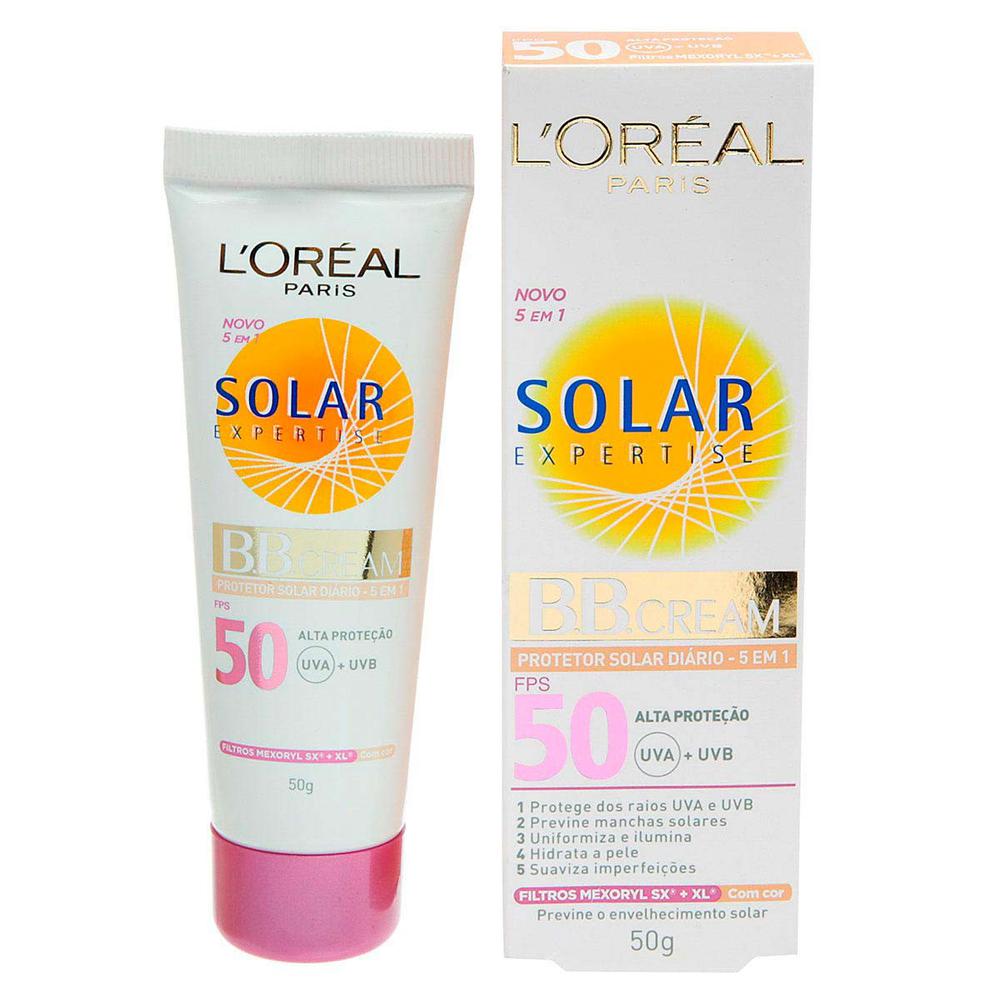 L'ORÉAL
PARIS
NOVO
5 EM 1
SOLAR
EXPERTISE
B.B.CREAM
PROTETOR SOLAR DIÁRIO - 5 EM 1
FPS
50
ALTA PROTEÇÃO
UVA + UVB
FILTROS MEXORYL SX® + XL® Com cor
50g
FPS
50
ALTA PROTEÇÃO
UVA + UVB
Filtros MEXORYL SX® + XL®
L'ORÉAL
PARIS
NOVO
5 EM 1
SOLAR
EXPERTISE
B.B.CREAM
PROTETOR SOLAR DIÁRIO - 5 EM 1
FPS
50
ALTA PROTEÇÃO
UVA + UVB
1 Protege dos raios UVA e UVB
2 Previne manchas solares
3 Uniformiza e ilumina
4 Hidrata a pele
5 Suaviza imperfeições
FILTROS MEXORYL SX® + XL® Com cor
Previne o envelhecimento solar
50g